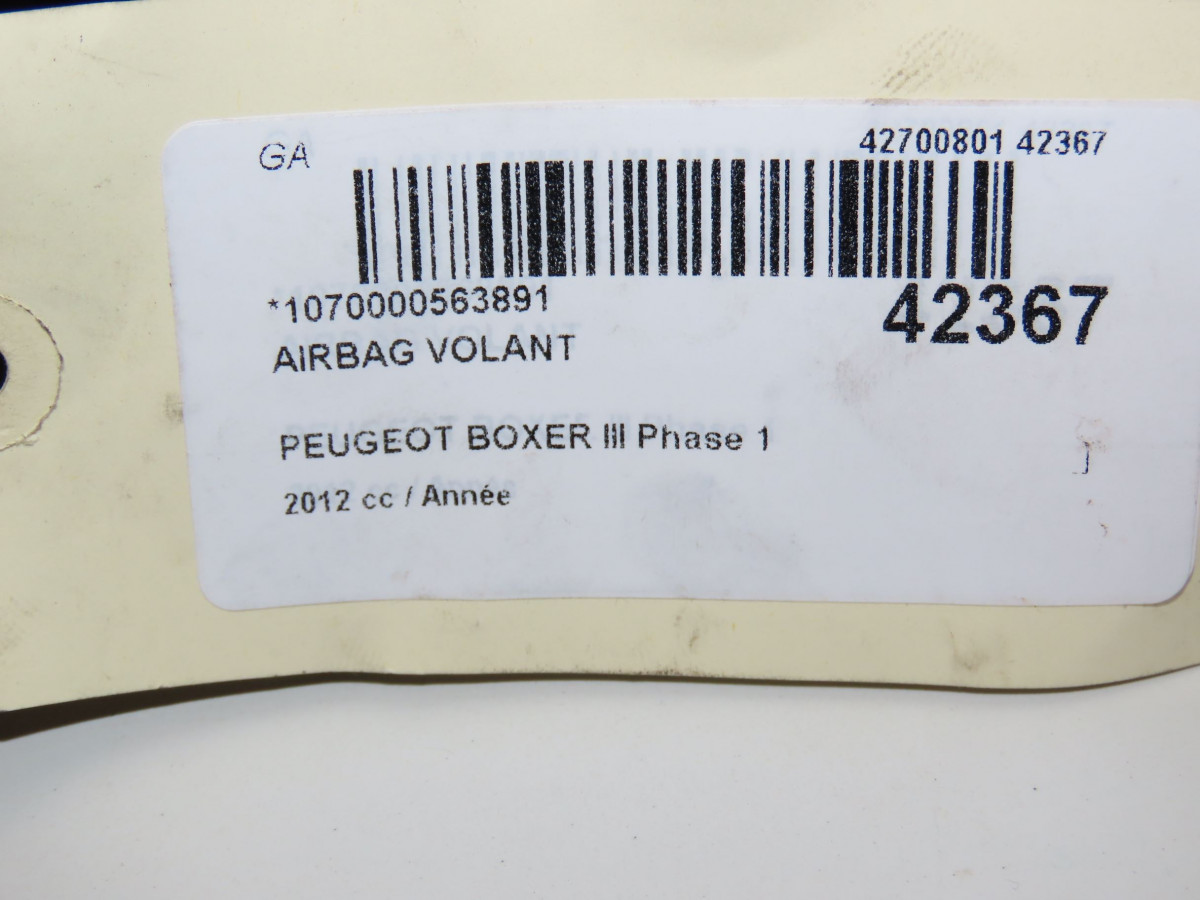 GA 42700801 42367
*1070000563891
42367
AIRBAG VOLANT
PEUGEOT BOXER III Phase 1
2012 cc / Année